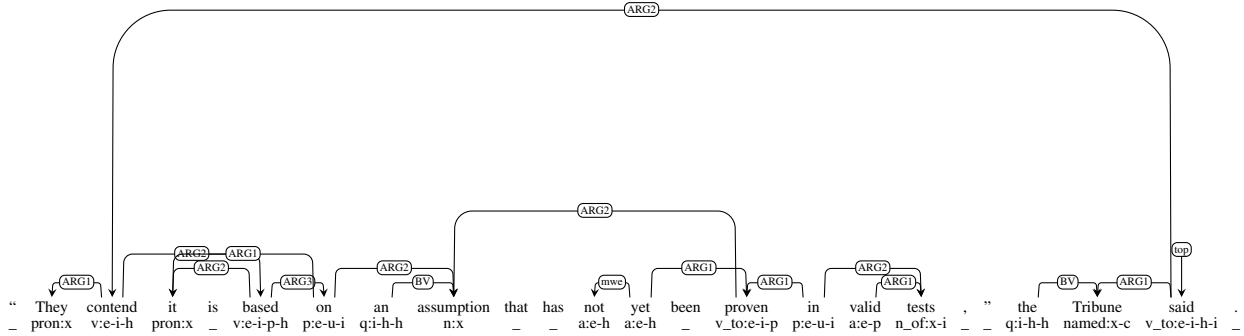 ARG2
ARG2
ARG2 ARG1 top
ARG1 ARG2 ARG3 ARG2 BV mwe ARG1 ARG1 ARG2 ARG1 BV ARG1
“ They contend it is based on an assumption that has not yet been proven in valid tests , ” the Tribune said .
_ pron:x v:e-i-h pron:x _ v:e-i-p-h p:e-u-i q:i-h-h n:x _ _ a:e-h a:e-h _ v_to:e-i-p p:e-u-i a:e-p n_of:x-i _ _ q:i-h-h named:x-c v_to:e-i-h-i _